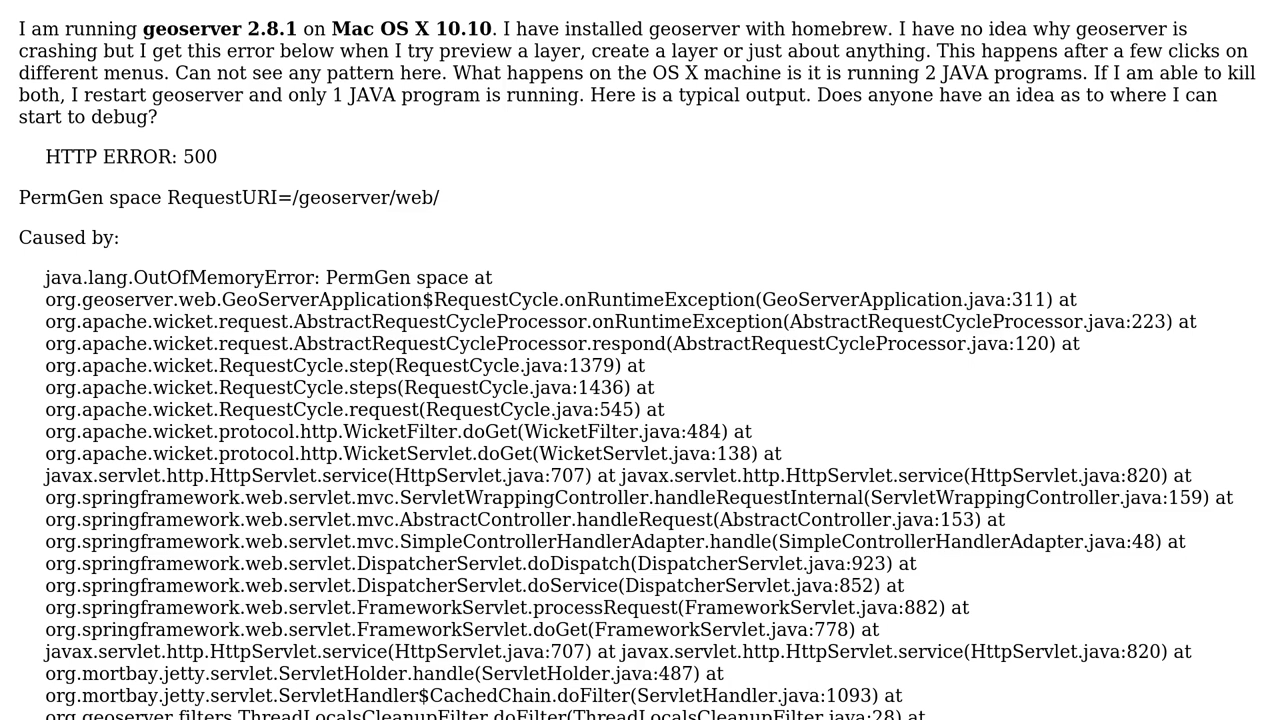 I am running geoserver 2.8.1 on Mac OS X 10.10. I have installed geoserver with homebrew. I have no idea why geoserver is
crashing but I get this error below when I try preview a layer, create a layer or just about anything. This happens after a few clicks on
different menus. Can not see any pattern here. What happens on the OS X machine is it is running 2 JAVA programs. If I am able to kill
both, I restart geoserver and only 1 JAVA program is running. Here is a typical output. Does anyone have an idea as to where I can
start to debug?
HTTP ERROR: 500
PermGen space RequestURI=/geoserver/web/
Caused by:
java.lang.OutOfMemoryError: PermGen space at
org.geoserver.web.GeoServerApplication$RequestCycle.onRuntimeException(GeoServerApplication.java:311) at
org.apache.wicket.request.AbstractRequestCycleProcessor.onRuntimeException(AbstractRequestCycleProcessor.java:223) at
org.apache.wicket.request.AbstractRequestCycleProcessor.respond(AbstractRequestCycleProcessor.java:120) at
org.apache.wicket.RequestCycle.step(RequestCycle.java:1379) at
org.apache.wicket.RequestCycle.steps(RequestCycle.java:1436) at
org.apache.wicket.RequestCycle.request(RequestCycle.java:545) at
org.apache.wicket.protocol.http.WicketFilter.doGet(WicketFilter.java:484) at
org.apache.wicket.protocol.http.WicketServlet.doGet(WicketServlet.java:138) at
javax.servlet.http.HttpServlet.service(HttpServlet.java:707) at javax.servlet.http.HttpServlet.service(HttpServlet.java:820) at
org.springframework.web.servlet.mvc.ServletWrappingController.handleRequestInternal(ServletWrappingController.java:159) at
org.springframework.web.servlet.mvc.AbstractController.handleRequest(AbstractController.java:153) at
org.springframework.web.servlet.mvc.SimpleControllerHandlerAdapter.handle(SimpleControllerHandlerAdapter.java:48) at
org.springframework.web.servlet.DispatcherServlet.doDispatch(DispatcherServlet.java:923) at
org.springframework.web.servlet.DispatcherServlet.doService(DispatcherServlet.java:852) at
org.springframework.web.servlet.FrameworkServlet.processRequest(FrameworkServlet.java:882) at
org.springframework.web.servlet.FrameworkServlet.doGet(FrameworkServlet.java:778) at
javax.servlet.http.HttpServlet.service(HttpServlet.java:707) at javax.servlet.http.HttpServlet.service(HttpServlet.java:820) at
org.mortbay.jetty.servlet.ServletHolder.handle(ServletHolder.java:487) at
org.mortbay.jetty.servlet.ServletHandler$CachedChain.doFilter(ServletHandler.java:1093) at
org.geoserver.filters.ThreadLocalsCleanupFilter.doFilter(ThreadLocalsCleanupFilter.java:28) at